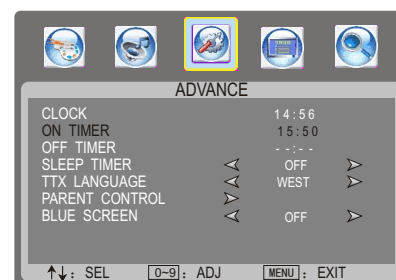 ADVANCE
CLOCK 14:56
ON TIMER 15:50
OFF TIMER --:--
SLEEP TIMER OFF
TTX LANGUAGE WEST
PARENT CONTROL
BLUE SCREEN OFF
↑↓: SEL 0~9: ADJ MENU: EXIT